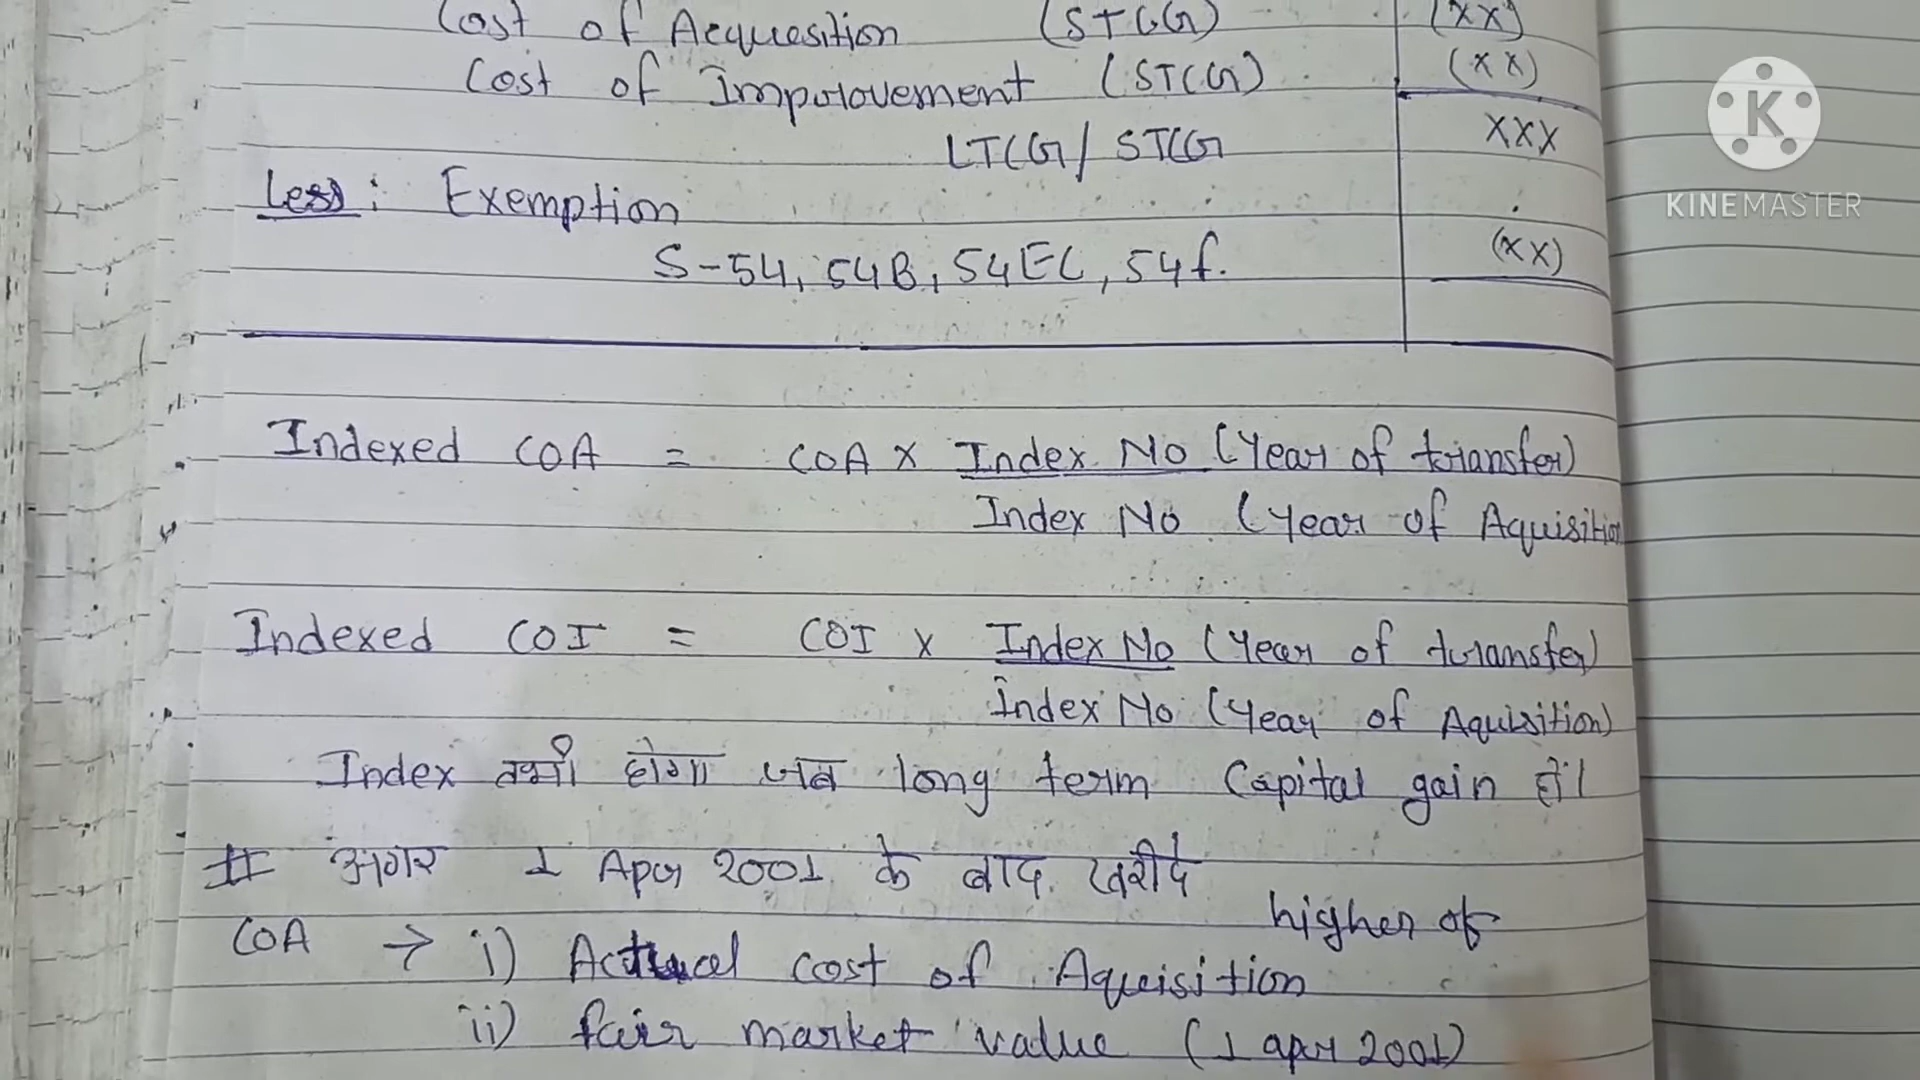 Cost of Acquesition (STCG) (XX)
Cost of Improvement (STCG) (XX)
LTCG/ STCG XXX
Less: Exemption
S-54, 54B, 54EC, 54f. (XX)
Indexed COA = COA X Index No (Year of transfer)
Index No (Year of Aquisition
Indexed COI = COI X Index No (Year of transfer)
Index No (Year of Aquisition)
Index तभी होगा जब long term Capital gain हो।
# अगर 1 Apr 2001 के बाद खरीदे
higher of
COA → i) Actual cost of Aquisition
ii) fair market value (1 apr 2001)
K
KINEMASTER